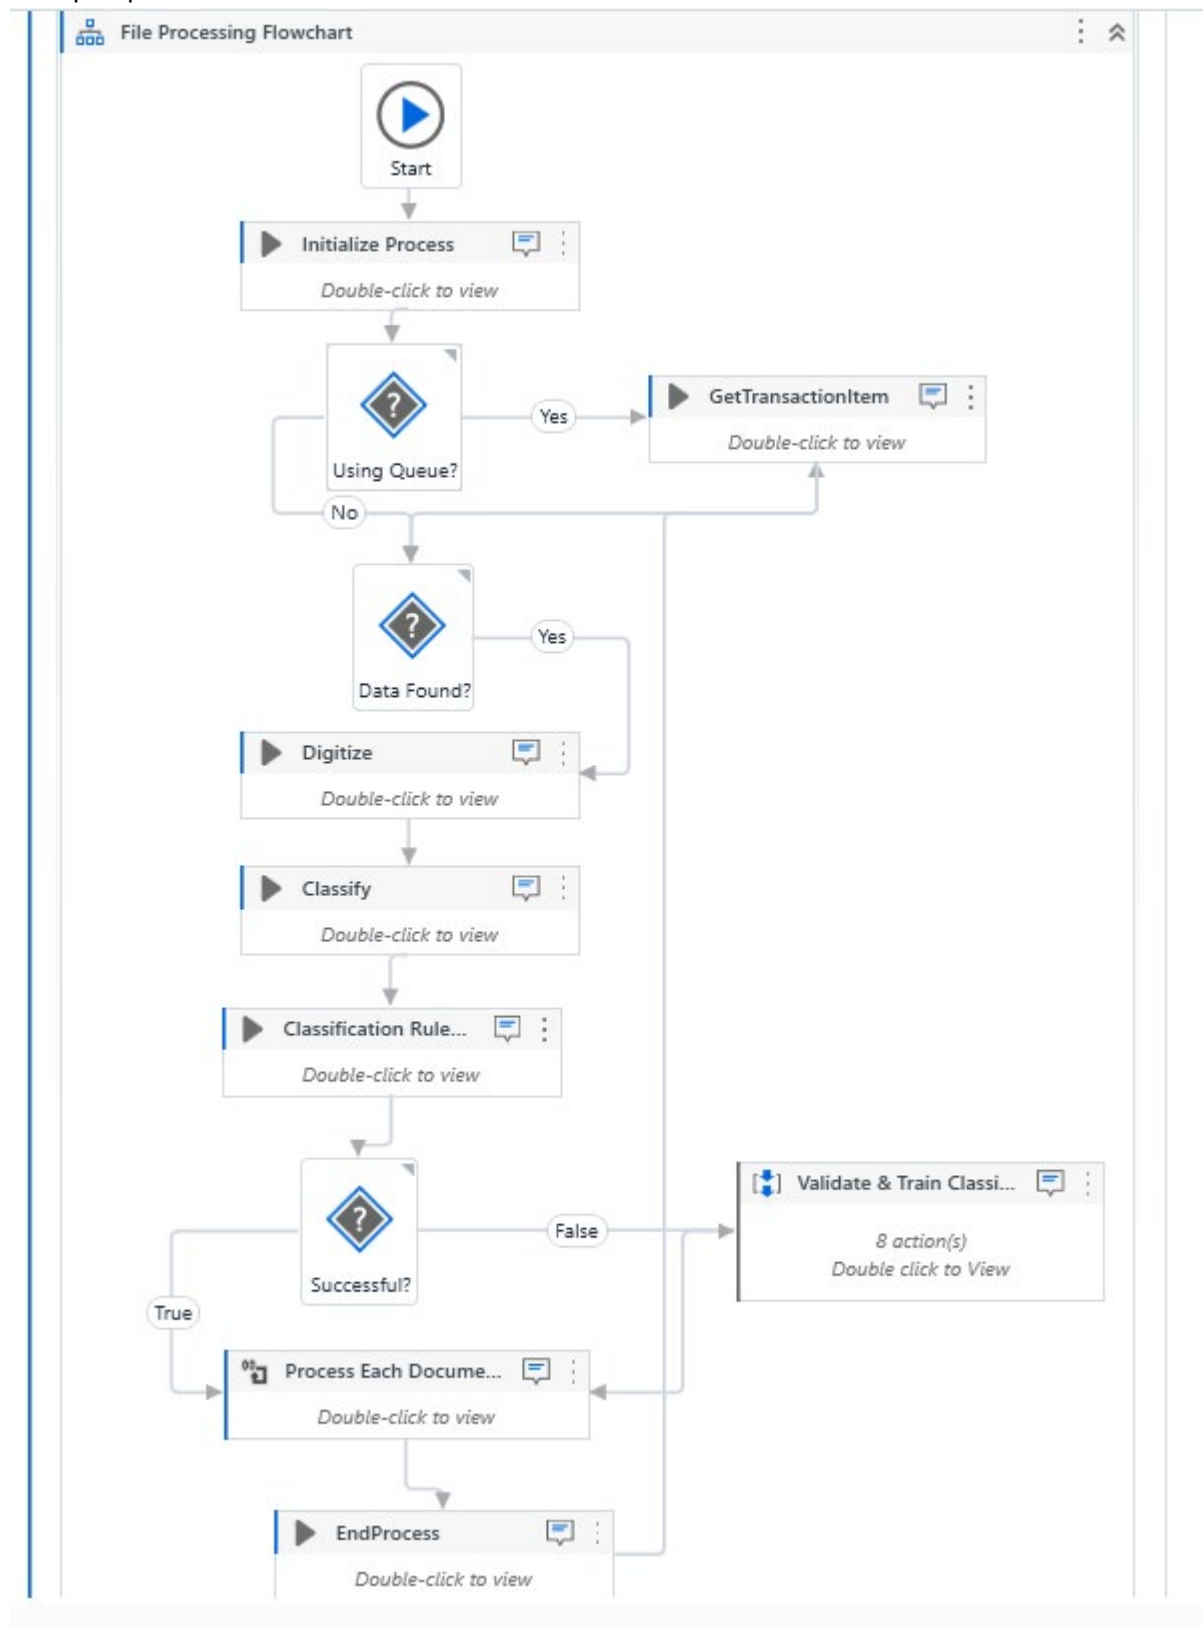 File Processing Flowchart
Start
Initialize Process
Double-click to view
Using Queue?
Yes
GetTransactionItem
Double-click to view
No
Data Found?
Yes
Digitize
Double-click to view
Classify
Double-click to view
Classification Rule...
Double-click to view
Successful?
False
Validate & Train Classi...
8 action(s)
Double click to View
True
Process Each Docume...
Double-click to view
EndProcess
Double-click to view